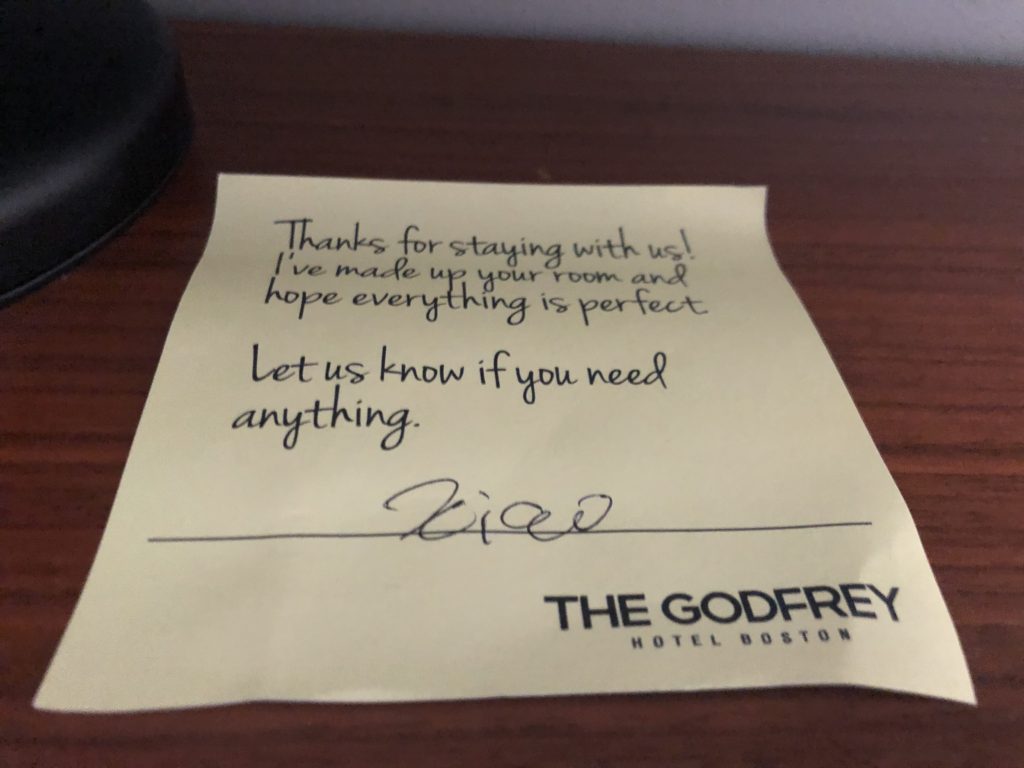 Thanks for staying with us!
I've made up your room and
hope everything is perfect.
Let us know if you need
anything.
Xiao
THE GODFREY
HOTEL BOSTON